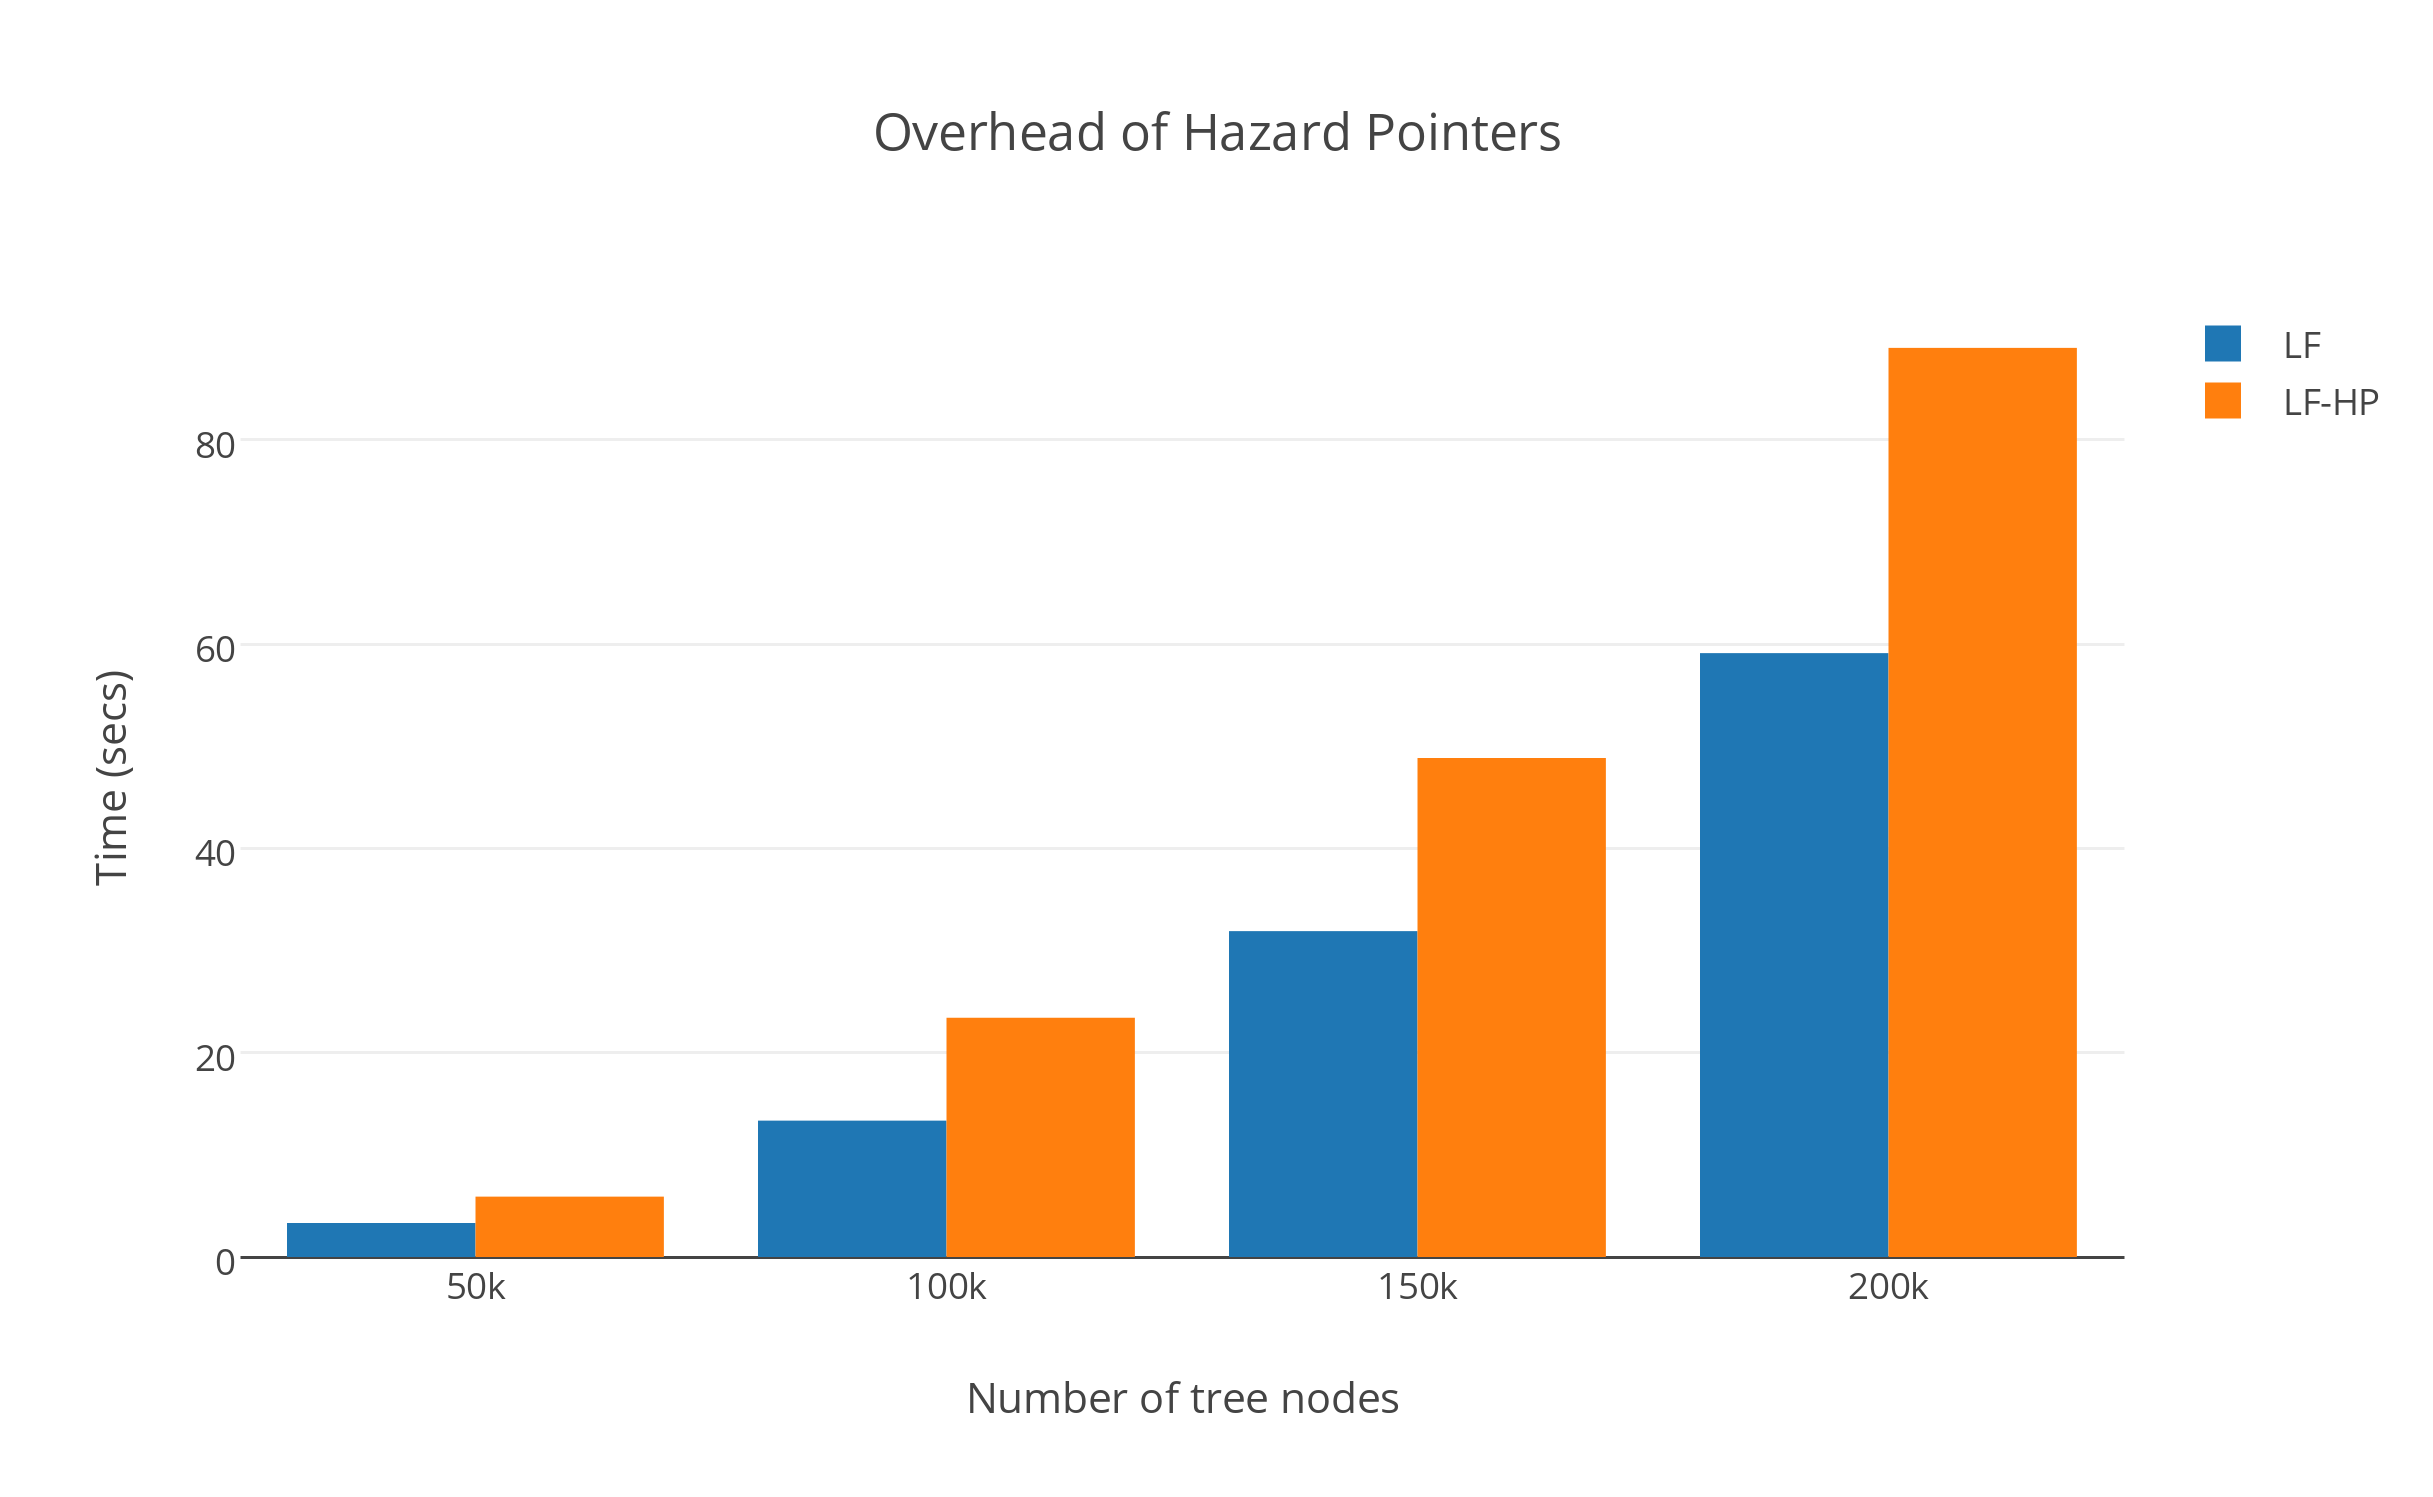 Overhead of Hazard Pointers
LF
LF-HP
80
60
40
20
0
Time (secs)
50k
100k
150k
200k
Number of tree nodes